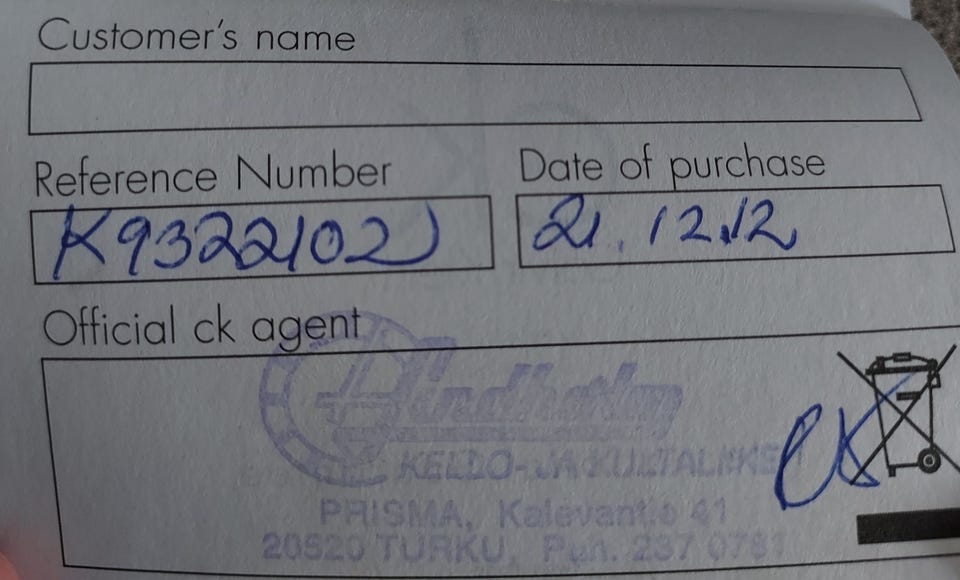 Customer's name
Reference Number Date of purchase
K9322102 21.12.12
Official ck agent
Lindholm
KELLO- JA KULTALIIKE
PRISMA, Kalevantie 41
20520 TURKU, Puh. 237 0781